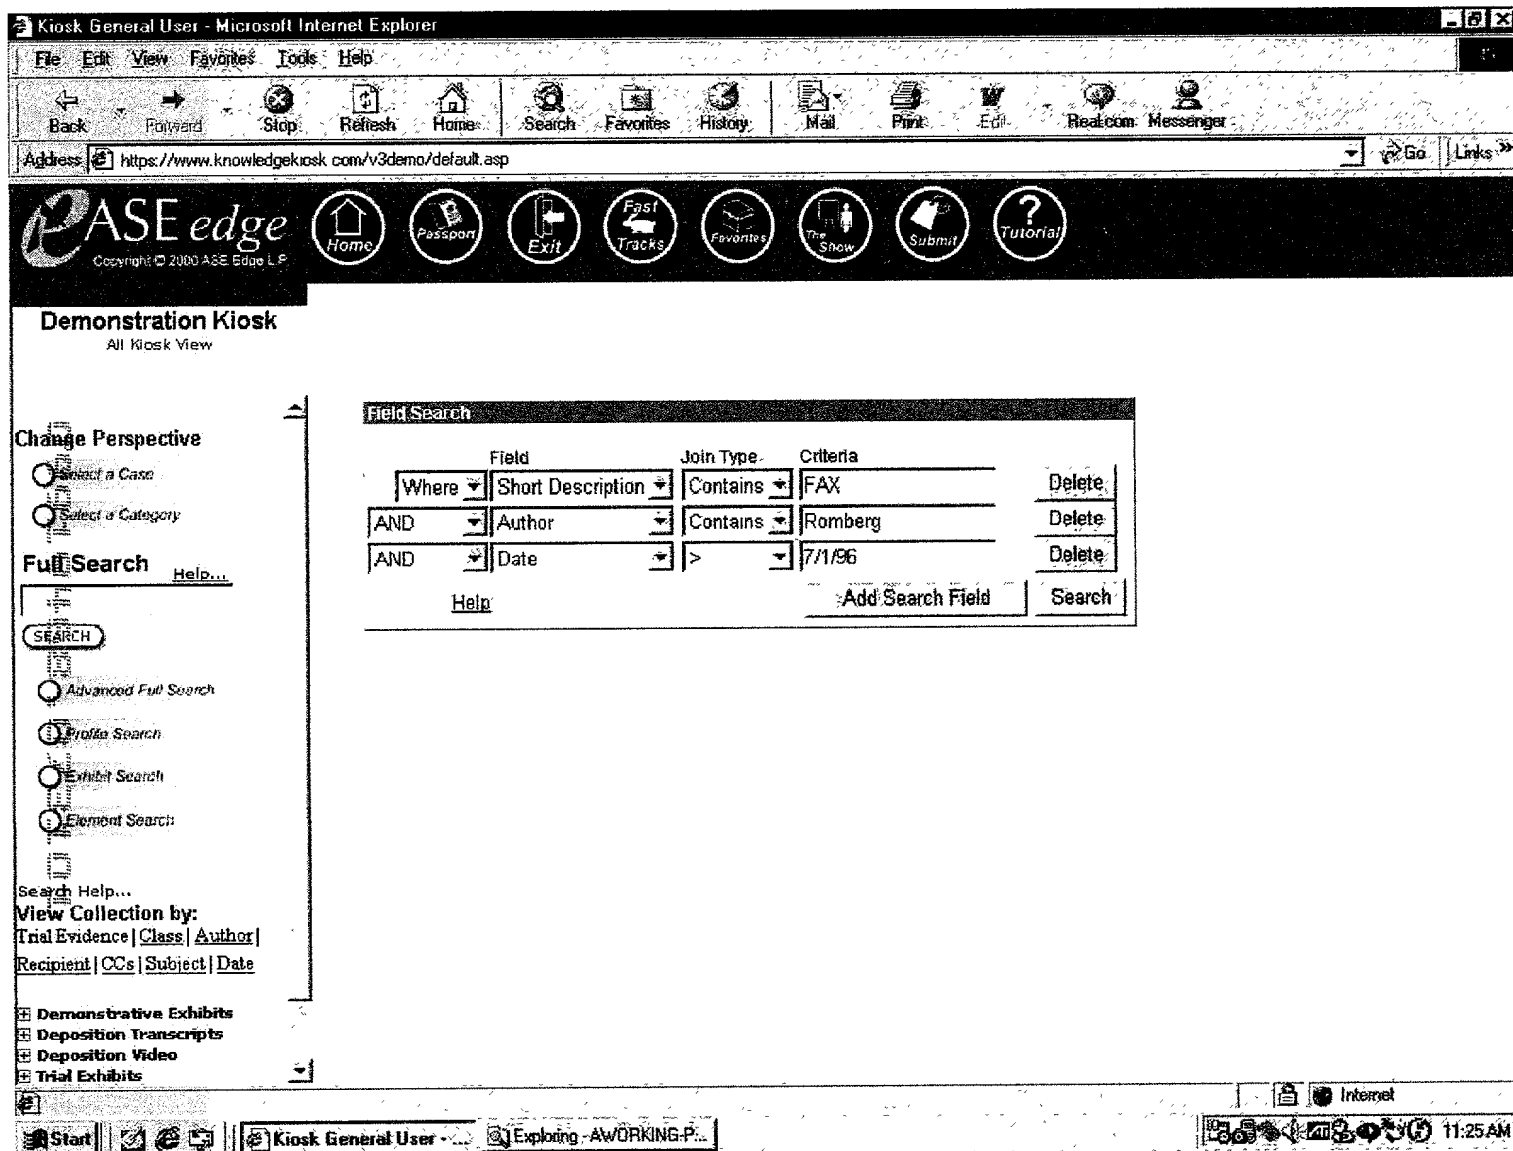 Kiosk General User - Microsoft Internet Explorer
File Edit View Favorites Tools Help
Back Forward Stop Refresh Home Search Favorites History Mail Print Edit Real.com Messenger
Address https://www.knowledgekiosk.com/v3demo/default.asp Go Links »
eASE edge Home Passport Exit Fast Tracks Favorites The Show Submit ? Tutorial
Copyright © 2000 ASE Edge L.P.
Demonstration Kiosk
All Kiosk View
Change Perspective
Select a Case
Select a Category
Full Search Help...
SEARCH
Advanced Full Search
Profile Search
Exhibit Search
Element Search
Search Help...
View Collection by:
Trial Evidence | Class | Author |
Recipient | CCs | Subject | Date
Demonstrative Exhibits
Deposition Transcripts
Deposition Video
Trial Exhibits
Field Search
Field Join Type Criteria
Where Short Description Contains FAX Delete
AND Author Contains Romberg Delete
AND Date > 7/1/96 Delete
Help Add Search Field Search
Internet
Start Kiosk General User - ... Exploring - AWORKING-P... 11:25 AM